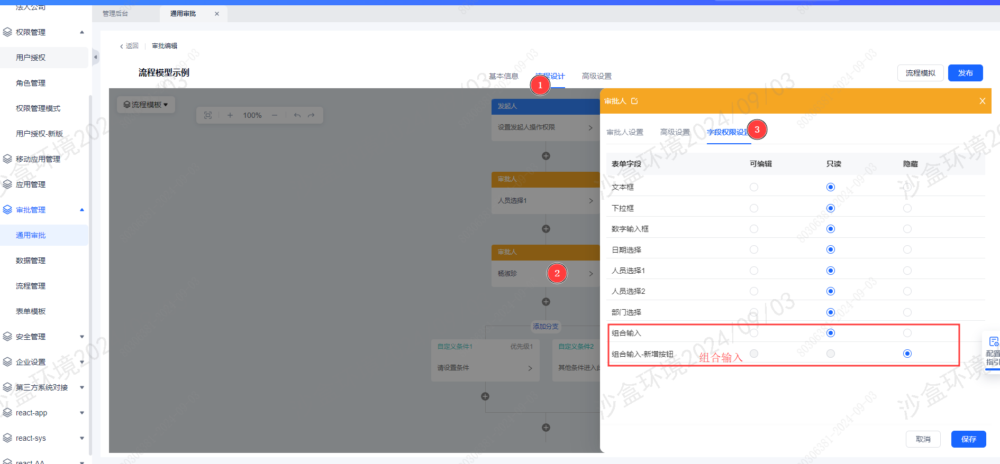 法人公司
管理后台
通用审批
权限管理
用户授权
角色管理
权限管理模式
用户授权-新版
移动应用管理
应用管理
审批管理
通用审批
数据管理
流程管理
表单模板
安全管理
企业设置
第三方系统对接
react-app
react-sys
react-AA
返回
审批编辑
流程模型示例
基本信息
流程设计
高级设置
流程模拟
发布
1
流程模板
100%
发起人
设置发起人操作权限
审批人
人员选择1
审批人
杨淑珍
2
添加分支
自定义条件1
优先级1
请设置条件
自定义条件2
其他条件进入此
审批人
审批人设置
高级设置
字段权限设置
3
表单字段 可编辑 只读 隐藏
文本框
下拉框
数字输入框
日期选择
人员选择1
人员选择2
部门选择
组合输入
组合输入-新增按钮
组合输入
配置
指引
取消
保存
沙盒环境2024/09/03
80306381-2024-09-03